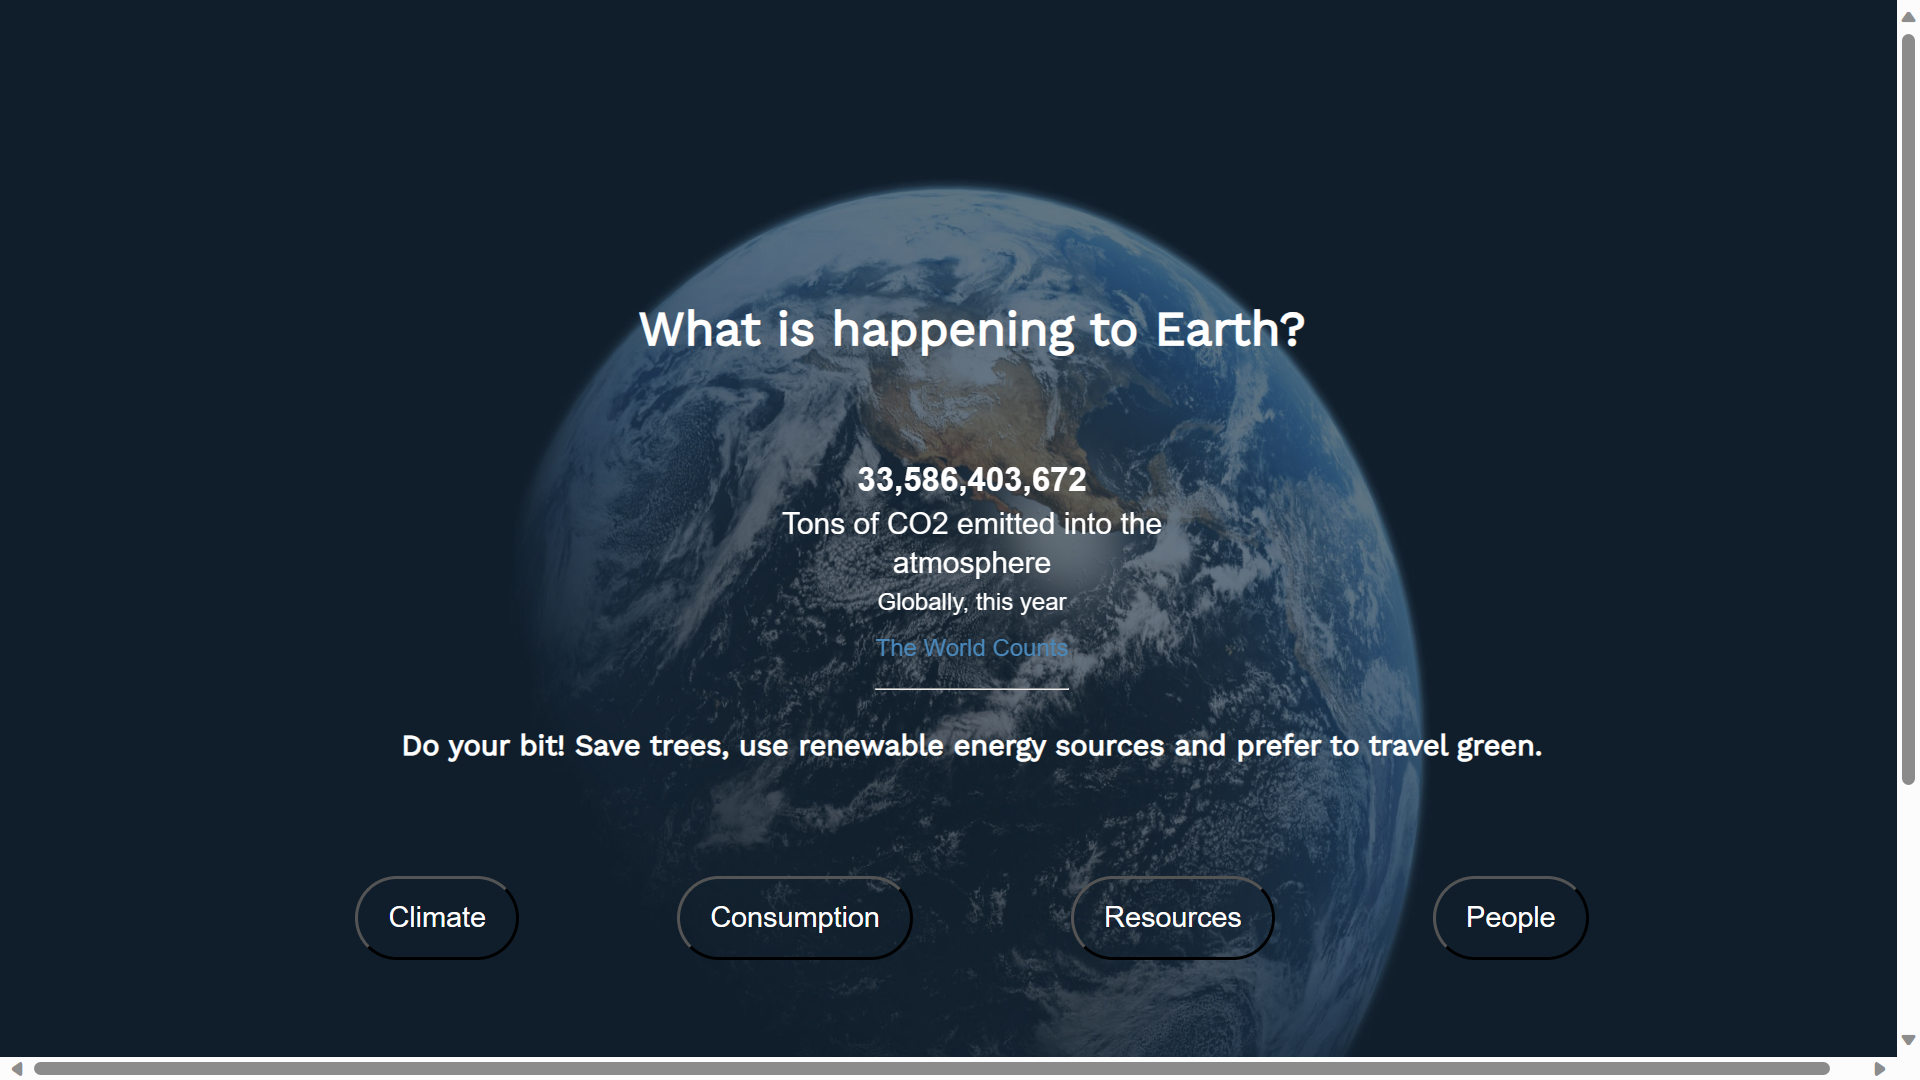 What is happening to Earth?
33,586,403,672
Tons of CO2 emitted into the
atmosphere
Globally, this year
The World Counts
Do your bit! Save trees, use renewable energy sources and prefer to travel green.
Climate
Consumption
Resources
People